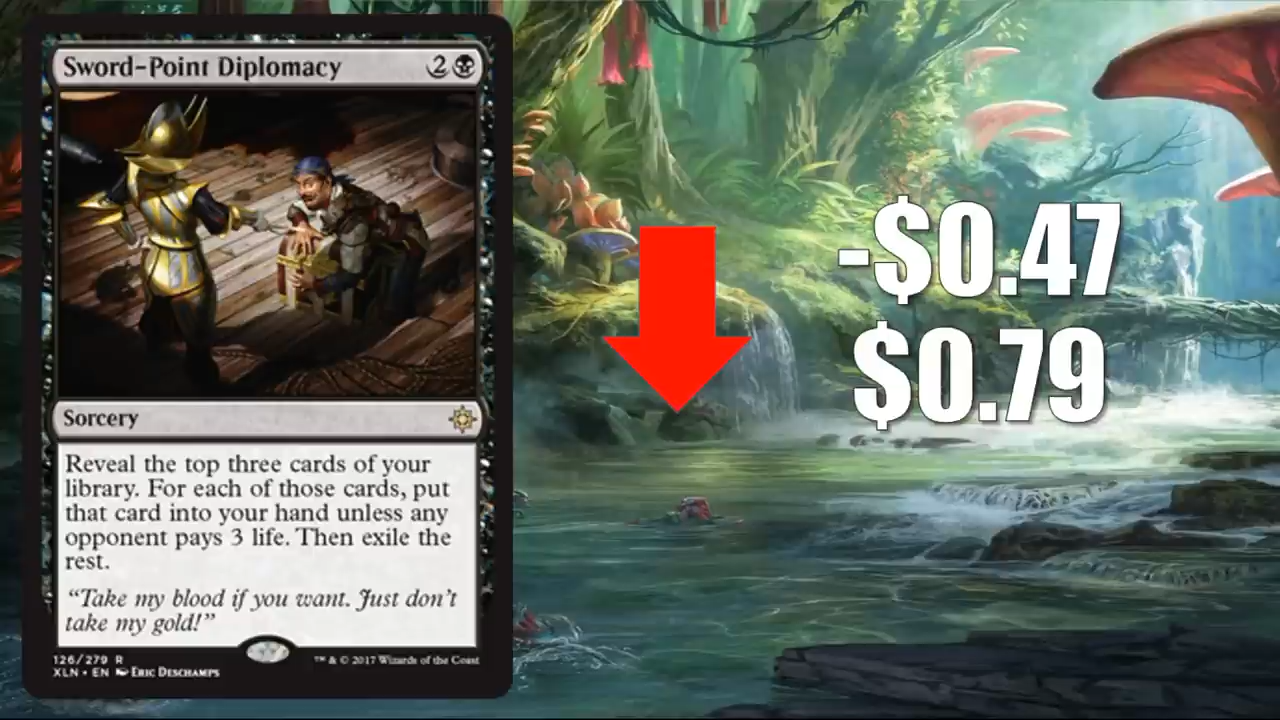 Sword-Point Diplomacy 2
Sorcery
Reveal the top three cards of your
library. For each of those cards, put
that card into your hand unless any
opponent pays 3 life. Then exile the
rest.
“Take my blood if you want. Just don’t
take my gold!”
126/279 R
XLN • EN Eric Deschamps
™ & © 2017 Wizards of the Coast
-$0.47
$0.79